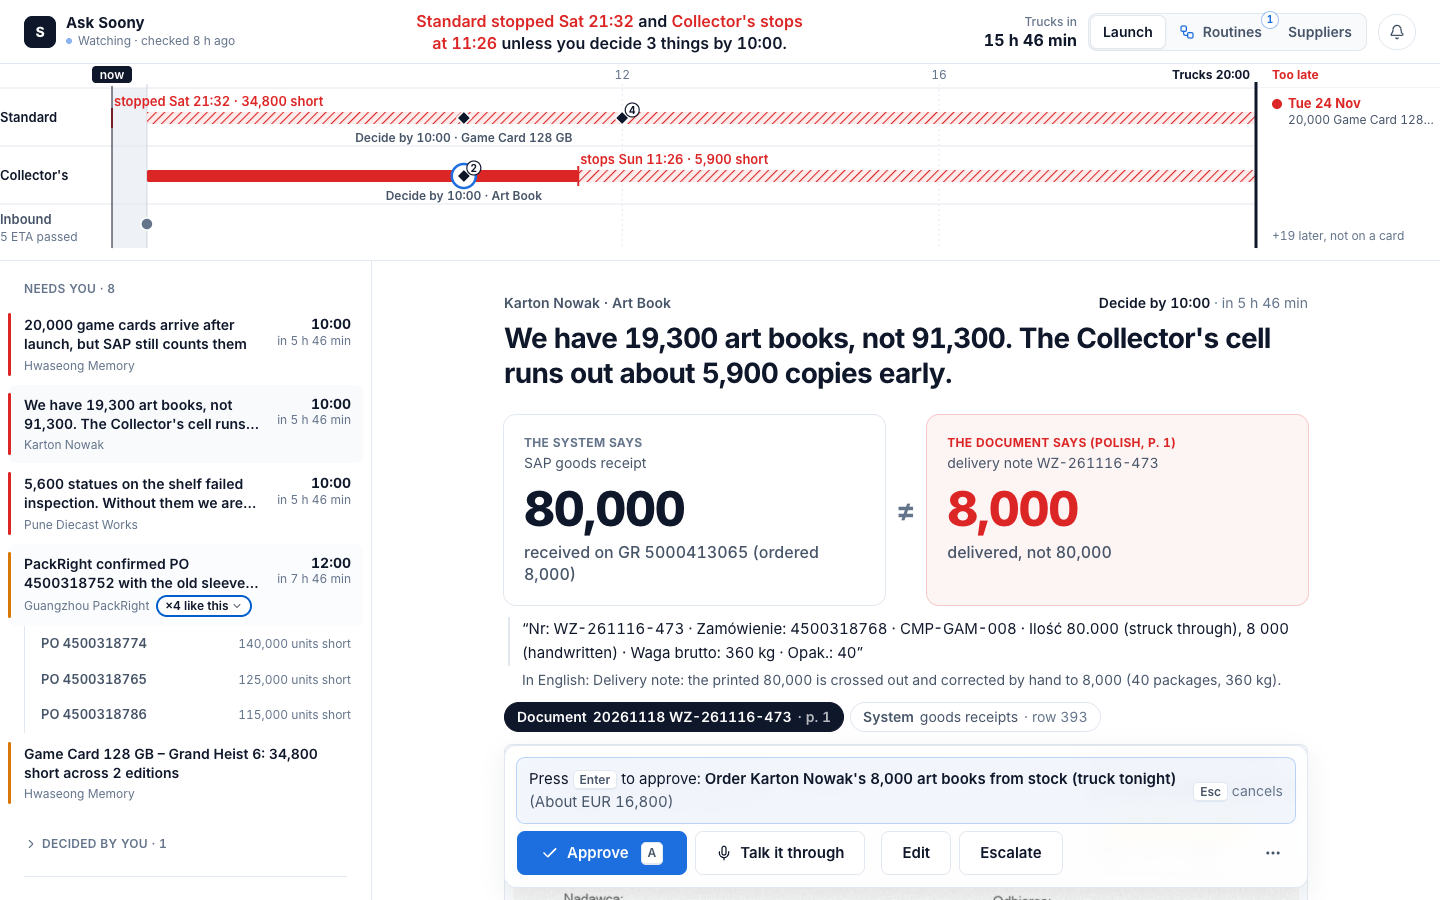 S
Ask Soony
Watching · checked 8 h ago
Standard stopped Sat 21:32 and Collector's stops
at 11:26 unless you decide 3 things by 10:00.
Trucks in
15 h 46 min
Launch
Routines
1
Suppliers
now
12
16
Trucks 20:00
Too late
Standard
stopped Sat 21:32 · 34,800 short
4
Decide by 10:00 · Game Card 128 GB
Tue 24 Nov
20,000 Game Card 128…
Collector's
stops Sun 11:26 · 5,900 short
2
Decide by 10:00 · Art Book
Inbound
5 ETA passed
+19 later, not on a card
NEEDS YOU · 8
20,000 game cards arrive after
launch, but SAP still counts them
Hwaseong Memory
10:00
in 5 h 46 min
We have 19,300 art books, not
91,300. The Collector's cell runs…
Karton Nowak
10:00
in 5 h 46 min
5,600 statues on the shelf failed
inspection. Without them we are…
Pune Diecast Works
10:00
in 5 h 46 min
PackRight confirmed PO
4500318752 with the old sleeve…
Guangzhou PackRight
×4 like this
12:00
in 7 h 46 min
PO 4500318774
140,000 units short
PO 4500318765
125,000 units short
PO 4500318786
115,000 units short
Game Card 128 GB – Grand Heist 6: 34,800
short across 2 editions
Hwaseong Memory
DECIDED BY YOU · 1
Karton Nowak · Art Book
Decide by 10:00 · in 5 h 46 min
We have 19,300 art books, not 91,300. The Collector's cell
runs out about 5,900 copies early.
THE SYSTEM SAYS
SAP goods receipt
80,000
received on GR 5000413065 (ordered
8,000)
≠
THE DOCUMENT SAYS (POLISH, P. 1)
delivery note WZ-261116-473
8,000
delivered, not 80,000
“Nr: WZ-261116-473 · Zamówienie: 4500318768 · CMP-GAM-008 · Ilość 80.000 (struck through), 8 000
(handwritten) · Waga brutto: 360 kg · Opak.: 40”
In English: Delivery note: the printed 80,000 is crossed out and corrected by hand to 8,000 (40 packages, 360 kg).
Document 20261118 WZ-261116-473 · p. 1
System goods receipts · row 393
Press Enter to approve: Order Karton Nowak's 8,000 art books from stock (truck tonight)
(About EUR 16,800)
Esc cancels
Approve A
Talk it through
Edit
Escalate
Nadawca:
Odbiorca: